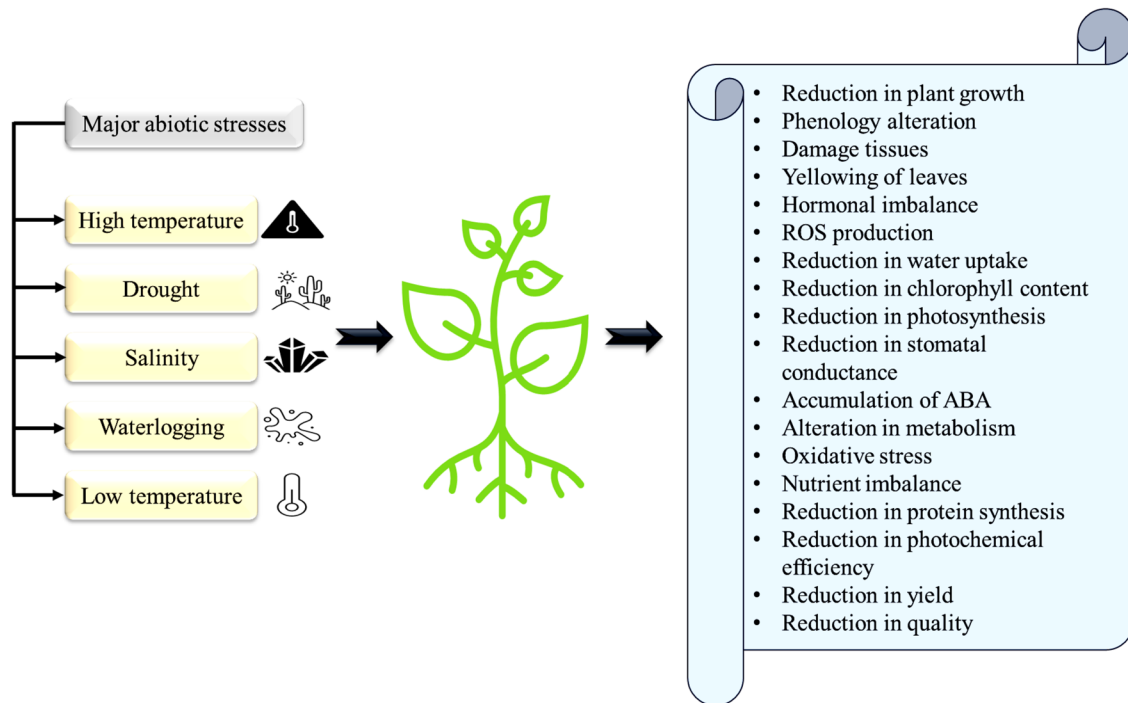 Major abiotic stresses
High temperature
Drought
Salinity
Waterlogging
Low temperature
• Reduction in plant growth
• Phenology alteration
• Damage tissues
• Yellowing of leaves
• Hormonal imbalance
• ROS production
• Reduction in water uptake
• Reduction in chlorophyll content
• Reduction in photosynthesis
• Reduction in stomatal
conductance
• Accumulation of ABA
• Alteration in metabolism
• Oxidative stress
• Nutrient imbalance
• Reduction in protein synthesis
• Reduction in photochemical
efficiency
• Reduction in yield
• Reduction in quality